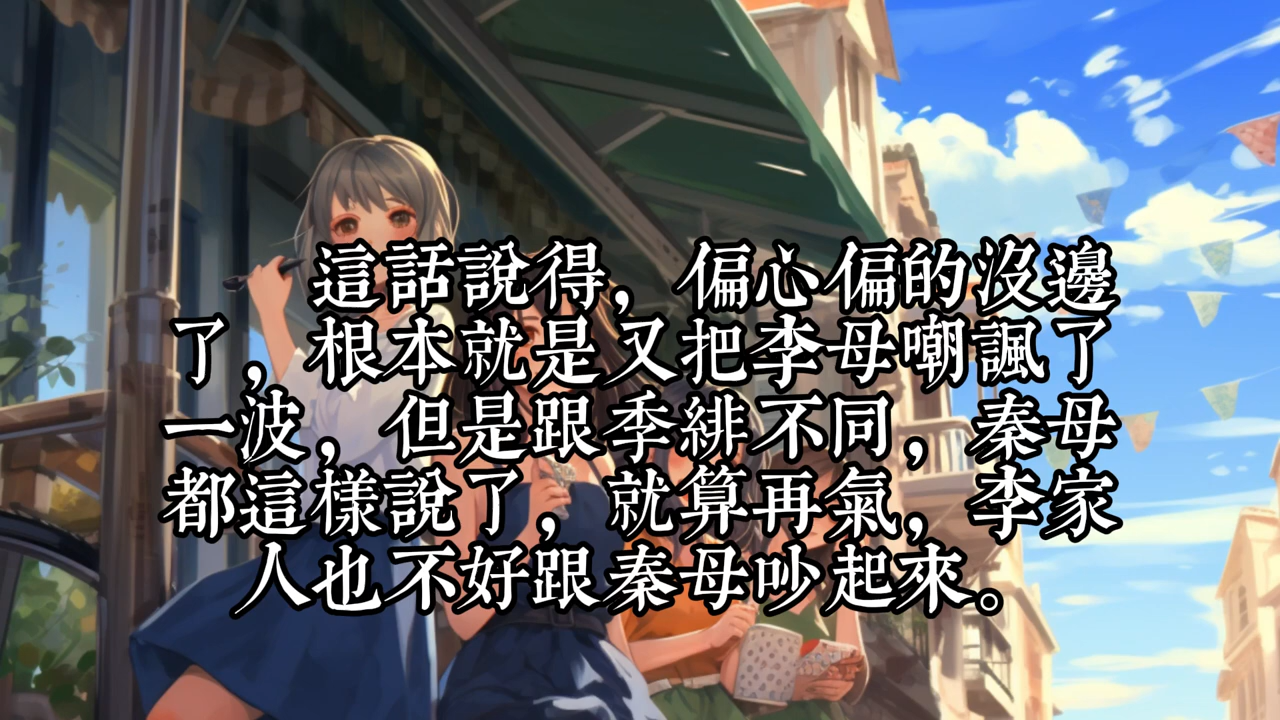 這話說得，偏心偏的沒邊
了，根本就是又把李母嘲諷了
一波，但是跟季緋不同，秦母
都這樣說了，就算再氣，李家
人也不好跟秦母吵起來。